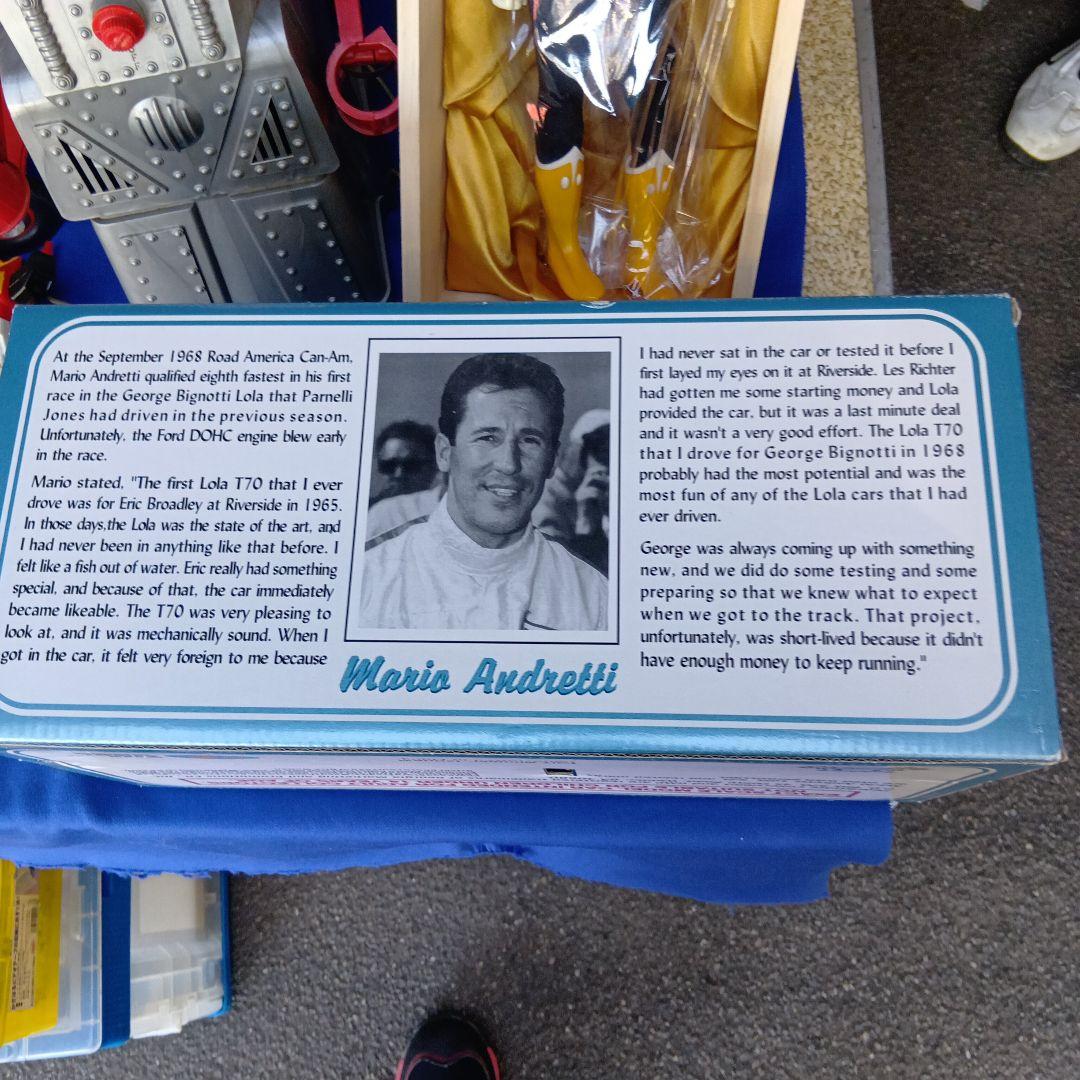 At the September 1968 Road America Can-Am,
Mario Andretti qualified eighth fastest in his first
race in the George Bignotti Lola that Parnelli
Jones had driven in the previous season.
Unfortunately, the Ford DOHC engine blew early
in the race.
Mario stated, "The first Lola T70 that I ever
drove was for Eric Broadley at Riverside in 1965.
In those days,the Lola was the state of the art, and
I had never been in anything like that before. I
felt like a fish out of water. Eric really had something
special, and because of that, the car immediately
became likeable. The T70 was very pleasing to
look at, and it was mechanically sound. When I
got in the car, it felt very foreign to me because
Mario Andretti
I had never sat in the car or tested it before I
first layed my eyes on it at Riverside. Les Richter
had gotten me some starting money and Lola
provided the car, but it was a last minute deal
and it wasn't a very good effort. The Lola T70
that I drove for George Bignotti in 1968
probably had the most potential and was the
most fun of any of the Lola cars that I had
ever driven.
George was always coming up with something
new, and we did do some testing and some
preparing so that we knew what to expect
when we got to the track. That project,
unfortunately, was short-lived because it didn't
have enough money to keep running."